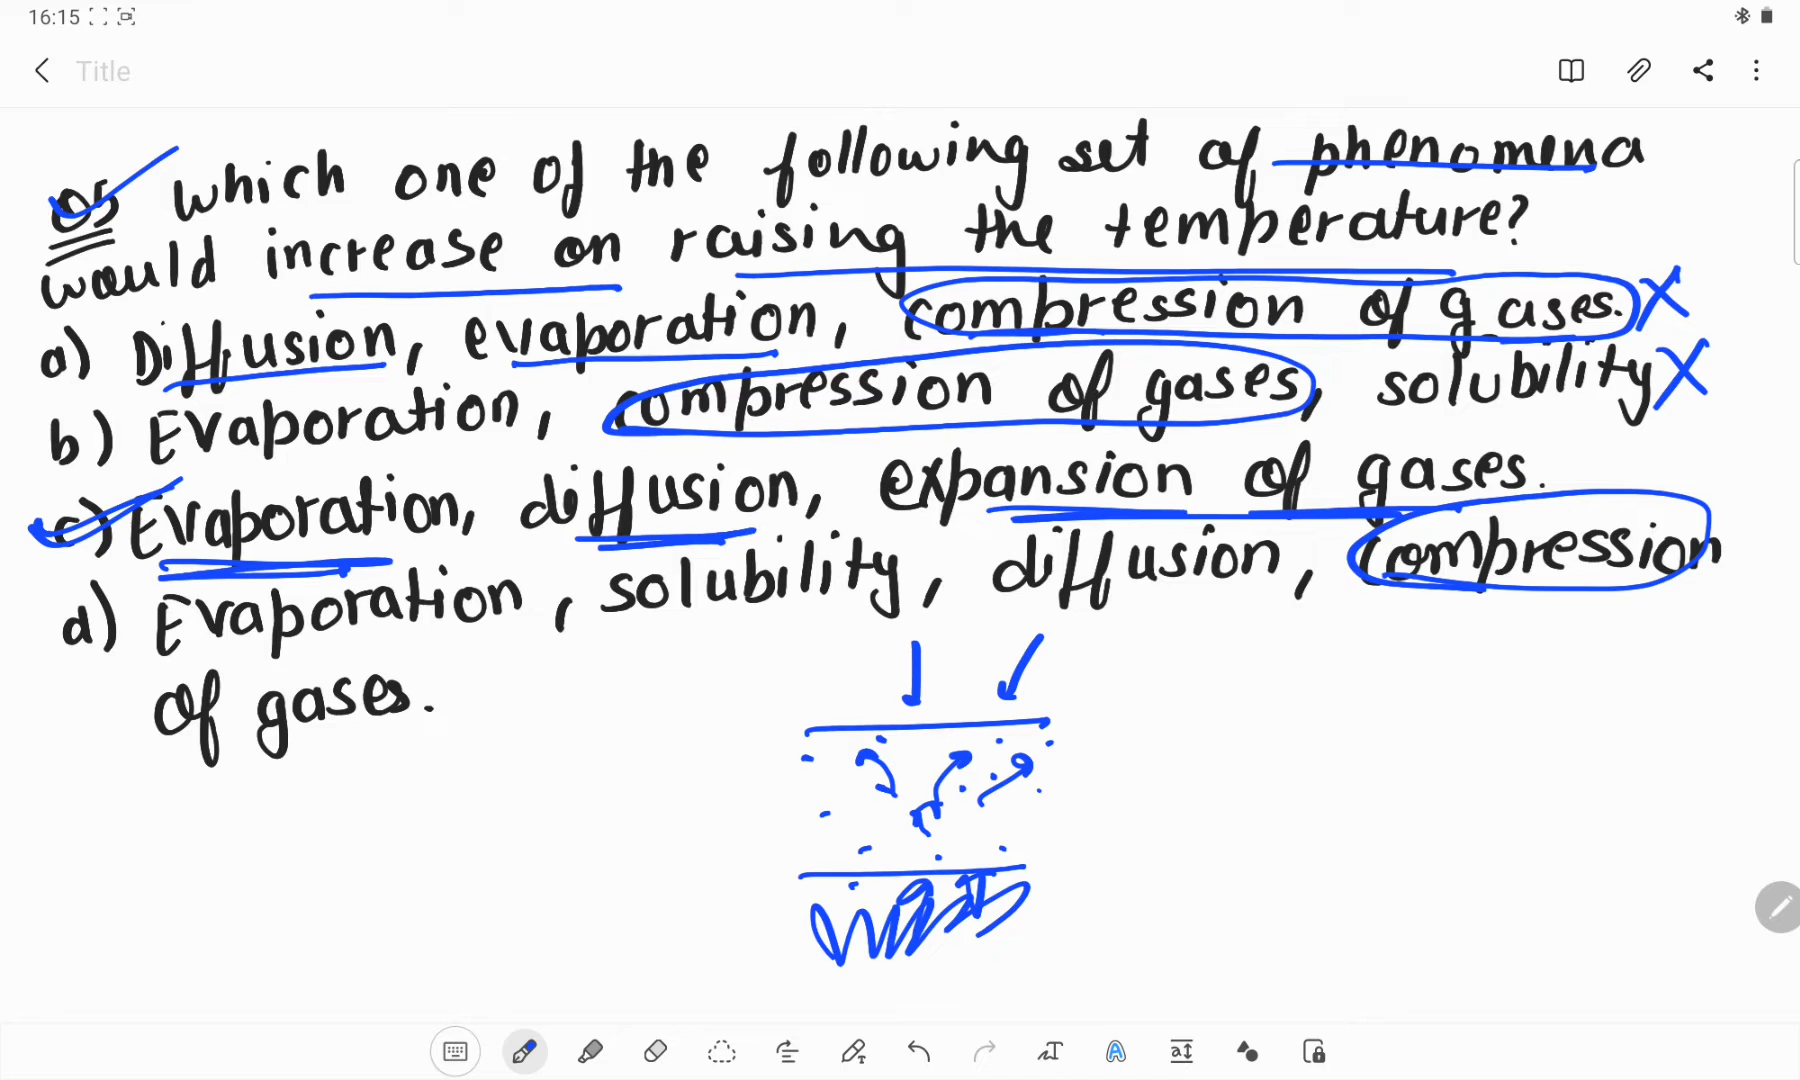 16:15
Title
Q5 Which one of the following set of phenomena
would increase on raising the temperature?
a) Diffusion, evaporation, compression of gases.
b) Evaporation, compression of gases, solubility
c) Evaporation, diffusion, expansion of gases.
d) Evaporation, solubility, diffusion, compression
of gases.